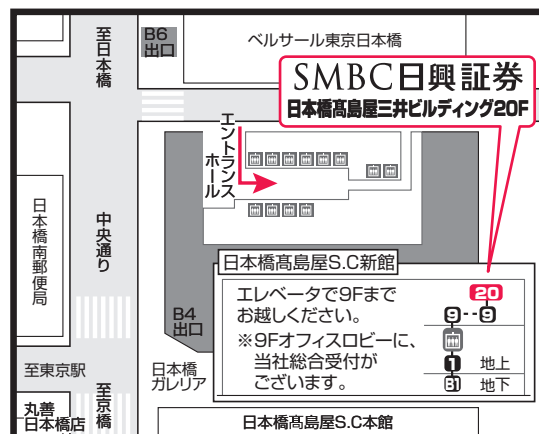 至日本橋
B6
出口
ベルサール東京日本橋
SMBC日興証券
日本橋髙島屋三井ビルディング20F
エントランス
ホール
日本橋南郵便局
中央通り
日本橋髙島屋S.C新館
エレベータで9Fまで
お越しください。
※9Fオフィスロビーに、
当社総合受付が
ございます。
20
9--9
1 地上
B1 地下
B4
出口
至東京駅
日本橋
ガレリア
至京橋
丸善
日本橋店
日本橋髙島屋S.C本館